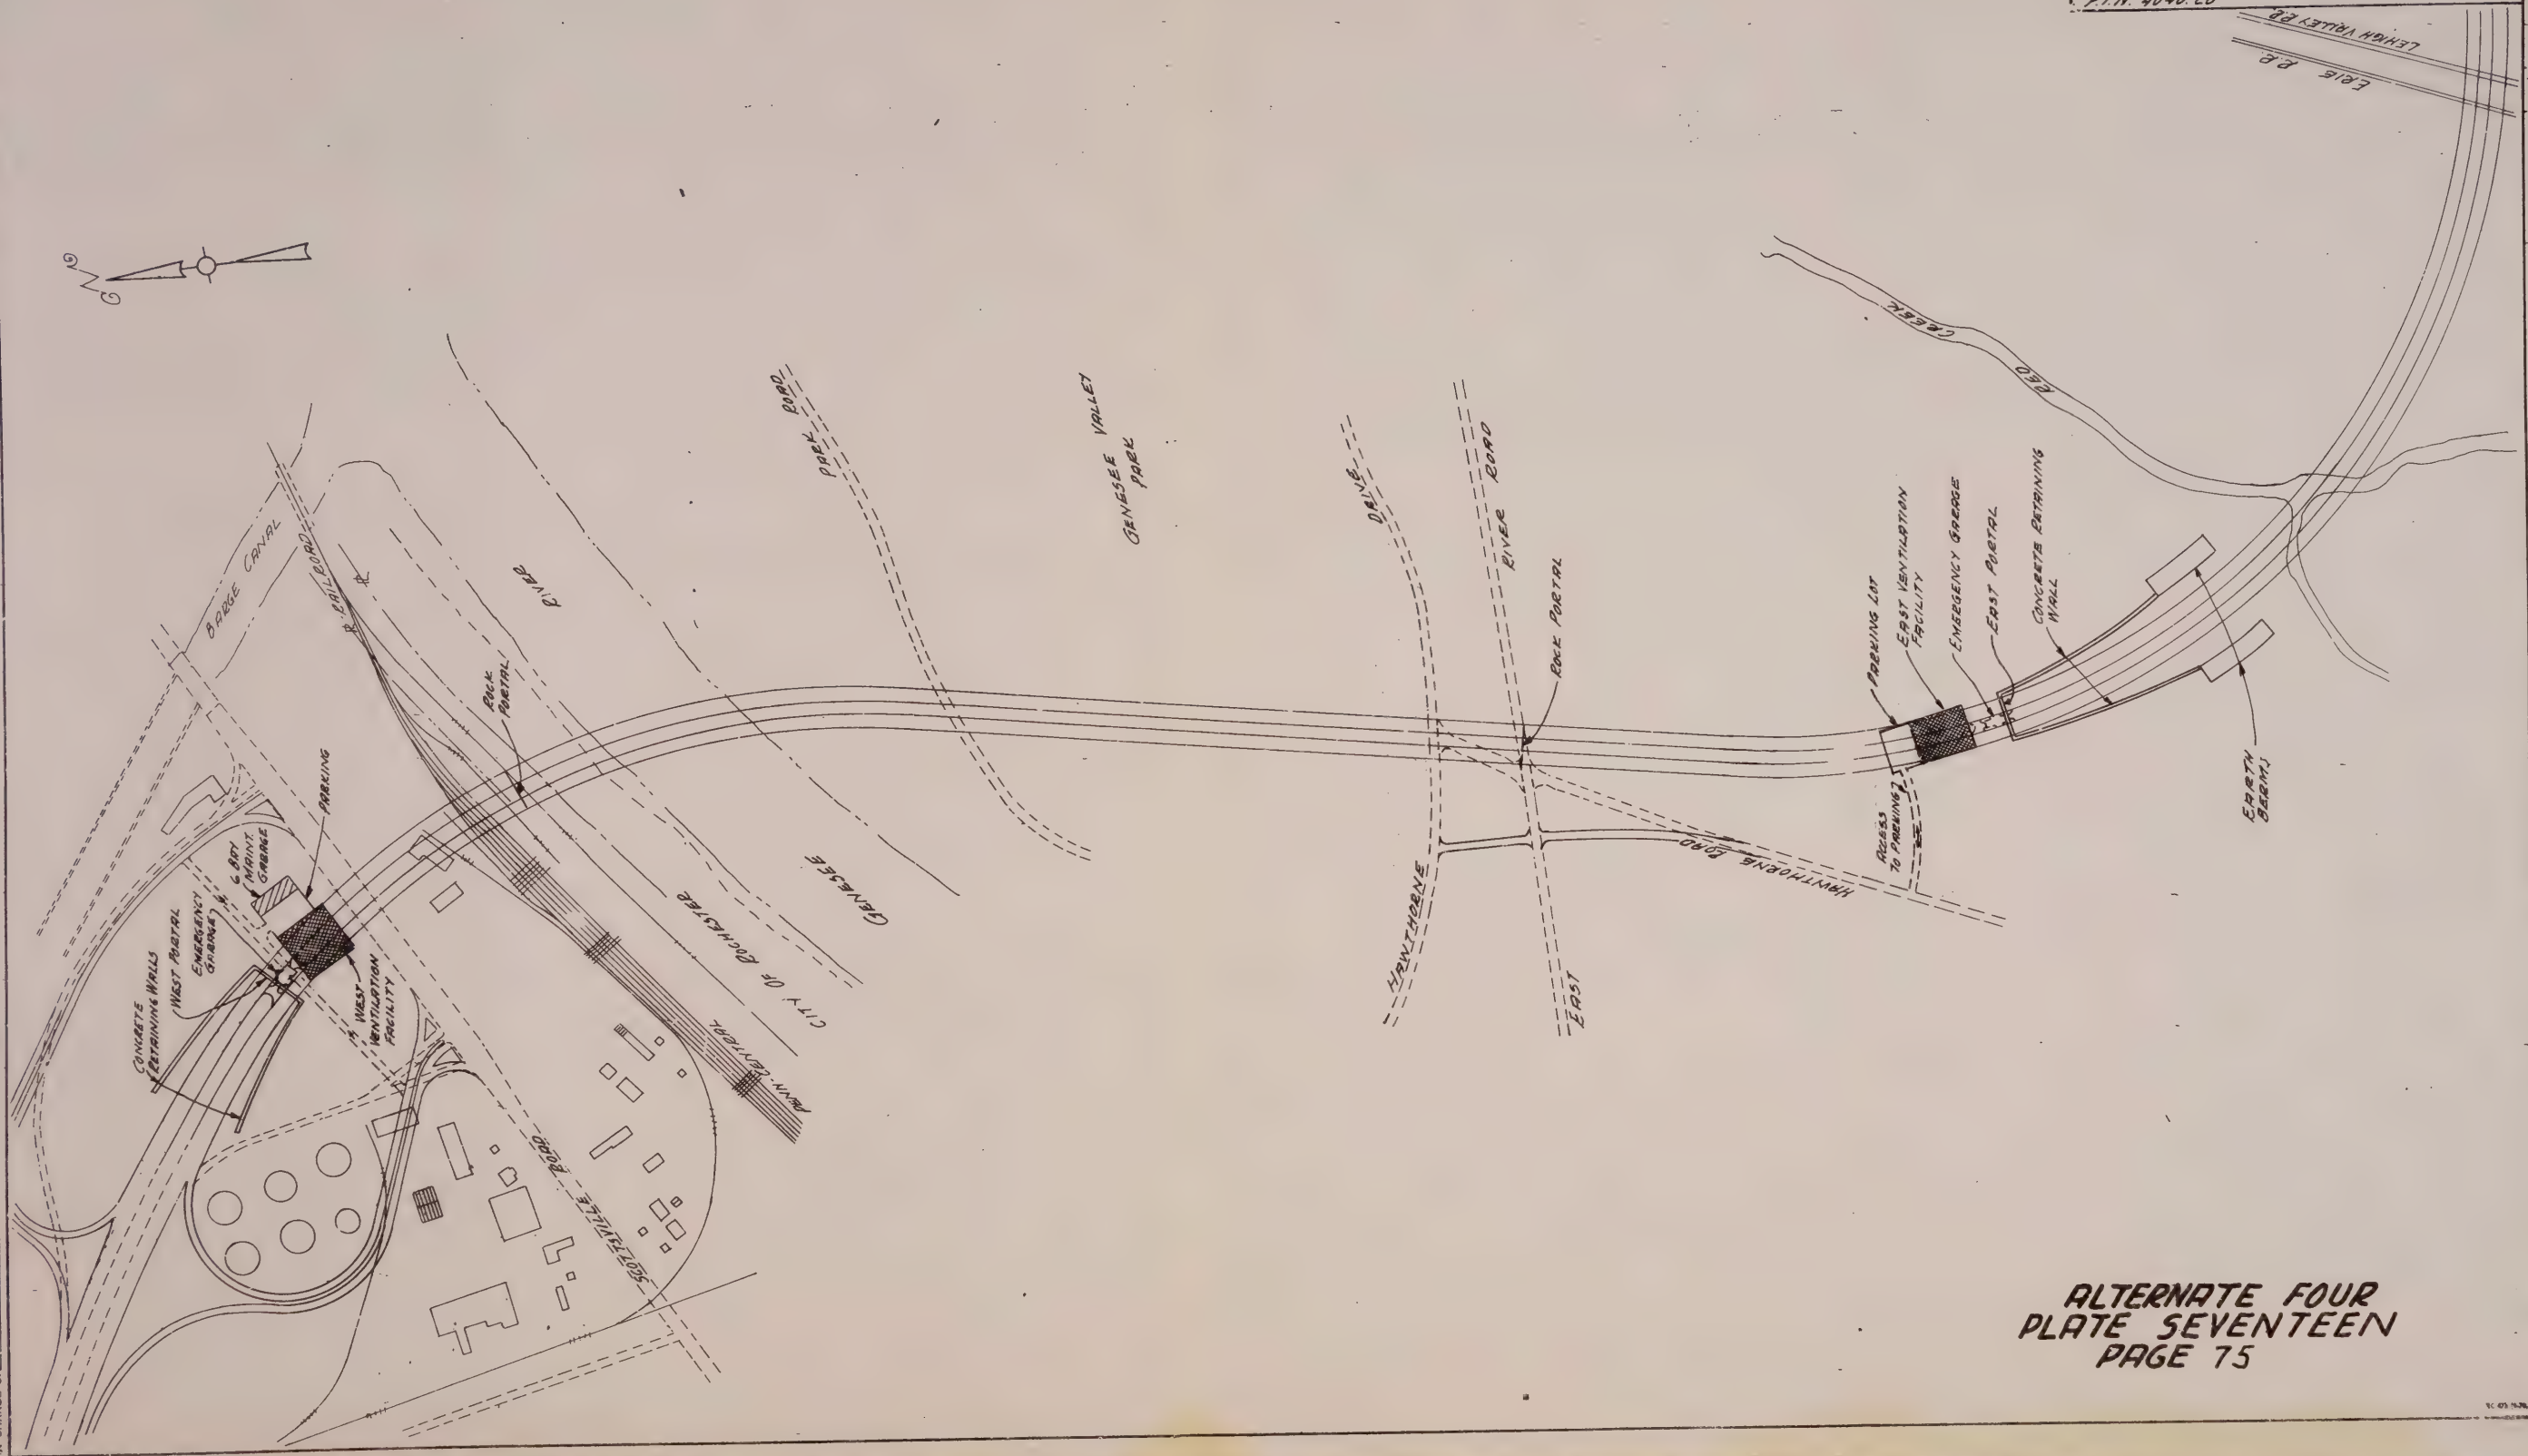 P.I.N. 4040.20
LEHIGH VALLEY R.R.
ERIE R.R.
N
BARGE CANAL
RAILROAD
RIVER
PARK ROAD
GENESEE VALLEY
PARK
DRIVE
RIVER ROAD
RED CREEK
ROCK
PORTAL
ROCK PORTAL
PARKING LOT
EAST VENTILATION
FACILITY
EMERGENCY GARAGE
EAST PORTAL
CONCRETE RETAINING
WALL
EARTH
BERMS
ACCESS
TO PARKING
HAWTHORNE ROAD
HAWTHORNE
EAST
PARKING
6 BAY
MAINT.
GARAGE
EMERGENCY
GARAGE
WEST PORTAL
CONCRETE
RETAINING WALLS
WEST
VENTILATION
FACILITY
GENESEE
CITY OF ROCHESTER
PENN-CENTRAL
SCOTTSVILLE ROAD
ALTERNATE FOUR
PLATE SEVENTEEN
PAGE 75